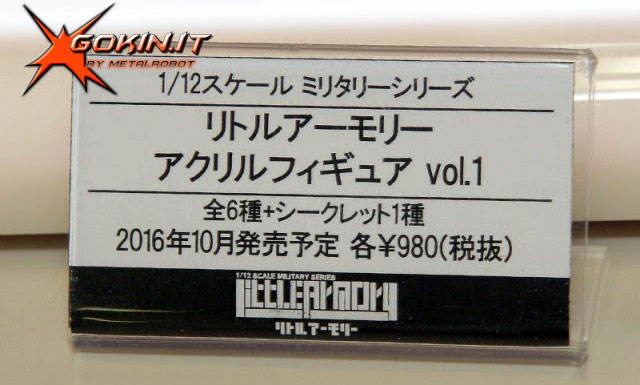 GOKIN.IT
BY METALROBOT
1/12スケール ミリタリーシリーズ
リトルアーモリー
アクリルフィギュア vol.1
全6種+シークレット1種
2016年10月発売予定 各¥980(税抜)
1/12 SCALE MILITARY SERIES
LittleArmory
リトルアーモリー